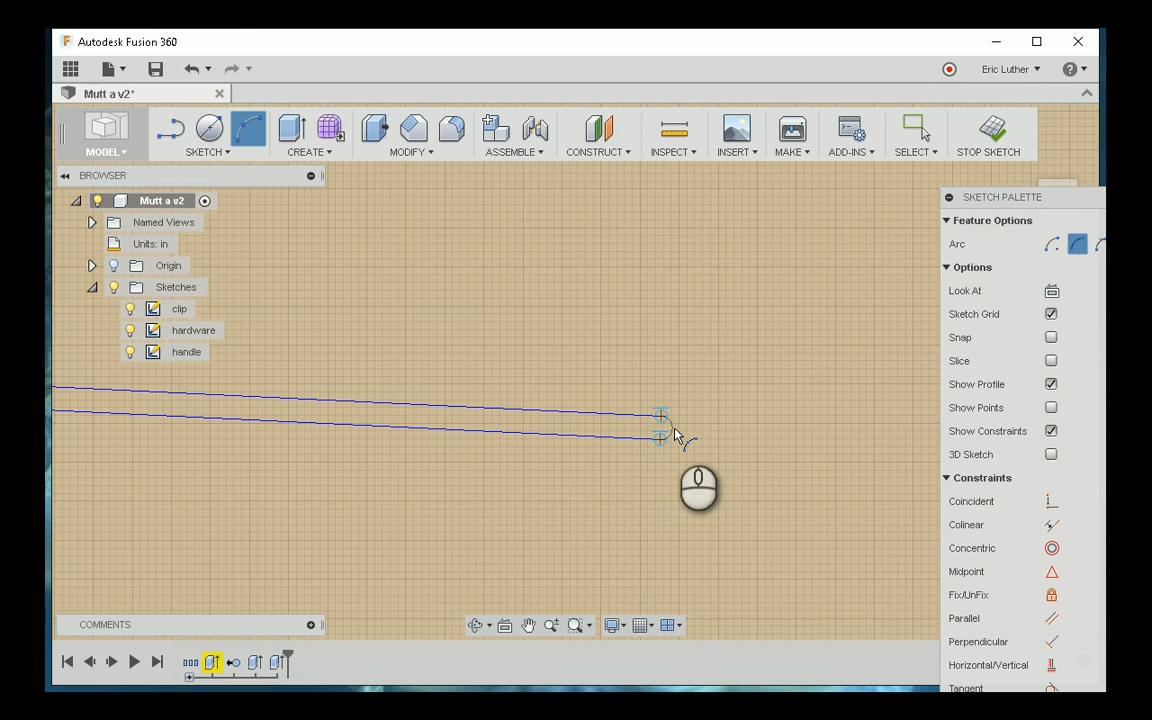 Autodesk Fusion 360
Eric Luther
Mutt a v2*
MODEL
SKETCH
CREATE
MODIFY
ASSEMBLE
CONSTRUCT
INSPECT
INSERT
MAKE
ADD-INS
SELECT
STOP SKETCH
BROWSER
Mutt a v2
Named Views
Units: in
Origin
Sketches
clip
hardware
handle
SKETCH PALETTE
Feature Options
Arc
Options
Look At
Sketch Grid
Snap
Slice
Show Profile
Show Points
Show Constraints
3D Sketch
Constraints
Coincident
Colinear
Concentric
Midpoint
Fix/UnFix
Parallel
Perpendicular
Horizontal/Vertical
Tangent
COMMENTS